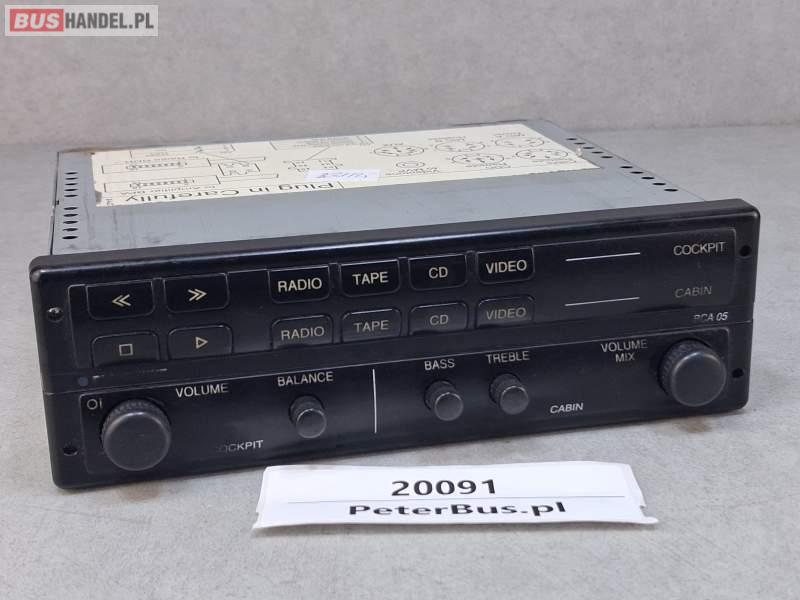 BUSHANDEL.PL
Plug in Carefully
COCKPIT
RADIO TAPE CD VIDEO
CABIN
RADIO TAPE CD VIDEO
RCA 05
VOLUME BALANCE BASS TREBLE VOLUME MIX
COCKPIT
CABIN
20091
PeterBus.pl